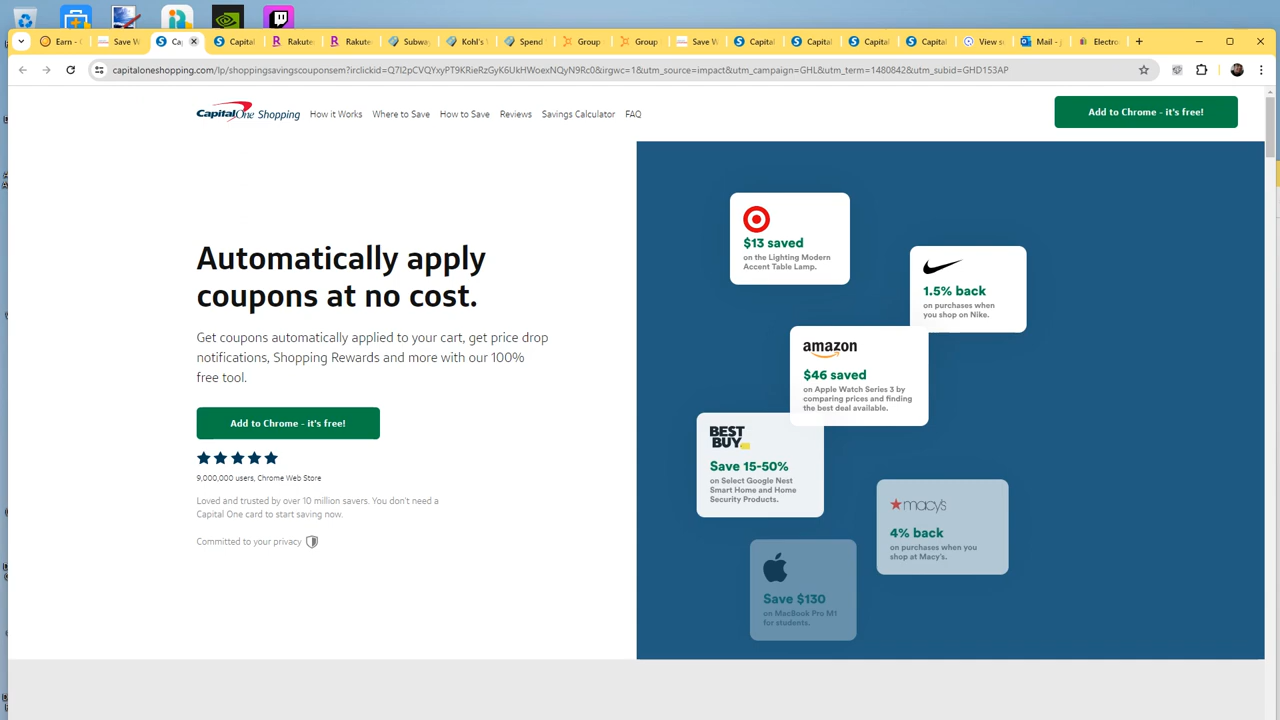 Earn - C
Save W
Ca
Capital
Rakute
Rakute
Subwa
Kohl's
Spend
Group
Group
Save W
Capital
Capital
Capital
Capital
View s
Mail - j
Electro
capitaloneshopping.com/lp/shoppingsavingscouponsem?irclickid=Q7I2pCVQYxyPT9KRieRzGyK6UkHWoexNQyN9Rc0&irgwc=1&utm_source=impact&utm_campaign=GHL&utm_term=1480842&utm_subid=GHD153AP
Capital One Shopping
How it Works
Where to Save
How to Save
Reviews
Savings Calculator
FAQ
Add to Chrome - it's free!
Automatically apply
coupons at no cost.
Get coupons automatically applied to your cart, get price drop
notifications, Shopping Rewards and more with our 100%
free tool.
Add to Chrome - it's free!
9,000,000 users, Chrome Web Store
Loved and trusted by over 10 million savers. You don't need a
Capital One card to start saving now.
Committed to your privacy
$13 saved
on the Lighting Modern
Accent Table Lamp.
1.5% back
on purchases when
you shop on Nike.
amazon
$46 saved
on Apple Watch Series 3 by
comparing prices and finding
the best deal available.
BEST
BUY
Save 15-50%
on Select Google Nest
Smart Home and Home
Security Products.
macy's
4% back
on purchases when you
shop at Macy's.
Save $130
on MacBook Pro M1
for students.